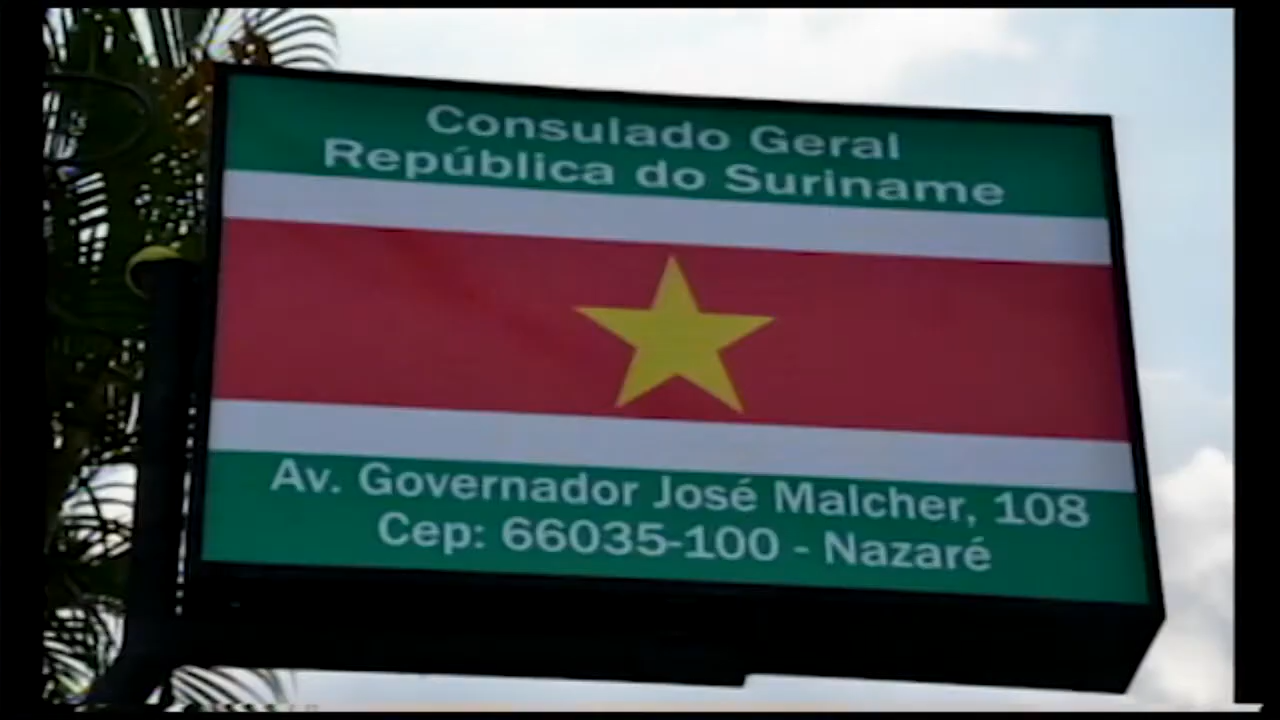 Consulado Geral
República do Suriname
Av. Governador José Malcher, 108
Cep: 66035-100 - Nazaré